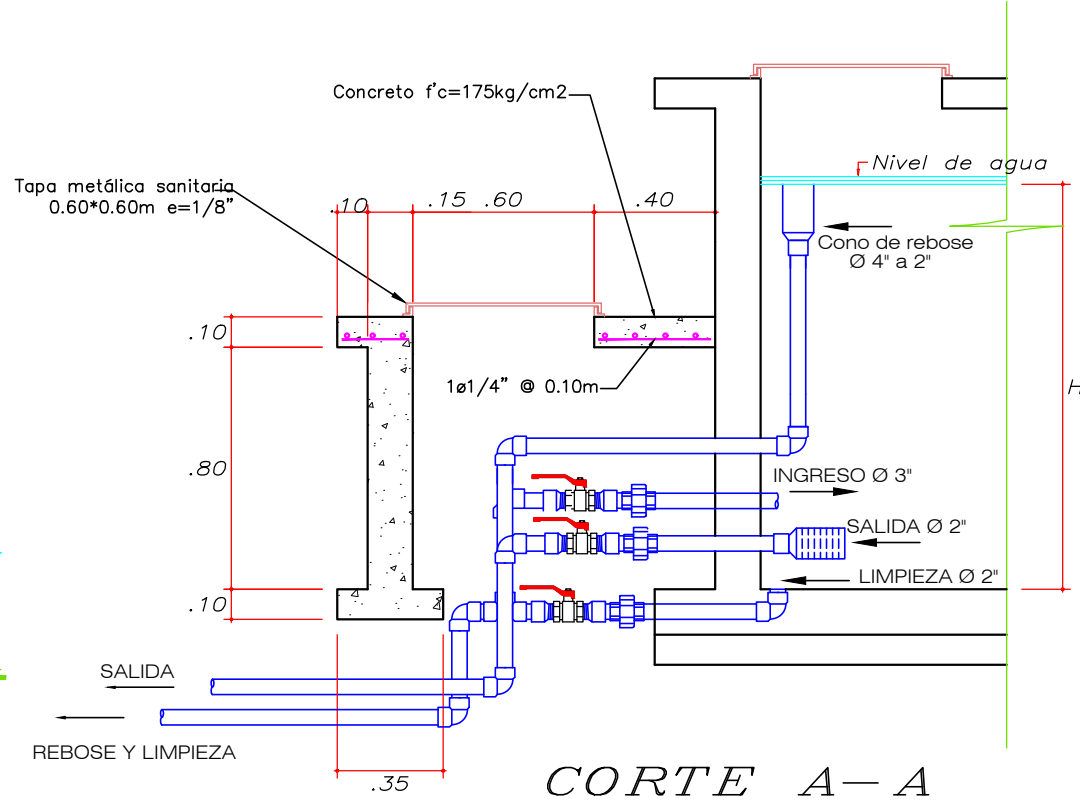 Concreto f'c=175kg/cm2
Nivel de agua
Tapa metálica sanitaria
0.60*0.60m e=1/8"
.10
.15 .60
.40
Cono de rebose
Ø 4" a 2"
.10
1ø1/4" @ 0.10m
H
.80
INGRESO Ø 3"
SALIDA Ø 2"
LIMPIEZA Ø 2"
.10
SALIDA
REBOSE Y LIMPIEZA
.35
CORTE A-A